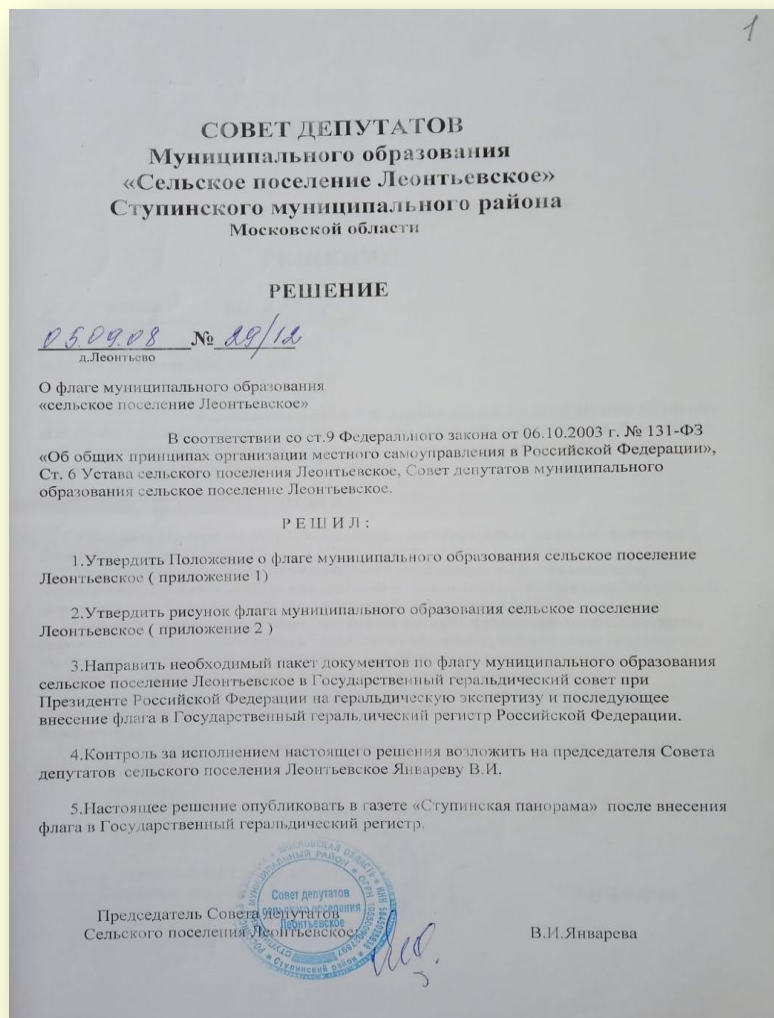 1
СОВЕТ ДЕПУТАТОВ
Муниципального образования
«Сельское поселение Леонтьевское»
Ступинского муниципального района
Московской области
РЕШЕНИЕ
05.09.08 № 29/12
д.Леонтьево
О флаге муниципального образования
«сельское поселение Леонтьевское»
В соответствии со ст.9 Федерального закона от 06.10.2003 г. № 131-ФЗ
«Об общих принципах организации местного самоуправления в Российской Федерации»,
Ст. 6 Устава сельского поселения Леонтьевское, Совет депутатов муниципального
образования сельское поселение Леонтьевское.
Р Е Ш И Л :
1.Утвердить Положение о флаге муниципального образования сельское поселение
Леонтьевское ( приложение 1)
2.Утвердить рисунок флага муниципального образования сельское поселение
Леонтьевское ( приложение 2 )
3.Направить необходимый пакет документов по флагу муниципального образования
сельское поселение Леонтьевское в Государственный геральдический совет при
Президенте Российской Федерации на геральдическую экспертизу и последующее
внесение флага в Государственный геральдический регистр Российской Федерации.
4.Контроль за исполнением настоящего решения возложить на председателя Совета
депутатов сельского поселения Леонтьевское Январеву В.И.
5.Настоящее решение опубликовать в газете «Ступинская панорама» после внесения
флага в Государственный геральдический регистр.
Председатель Совета депутатов
Сельского поселения Леонтьевское
В.И.Январева
Совет депутатов
сельского поселения
Леонтьевское